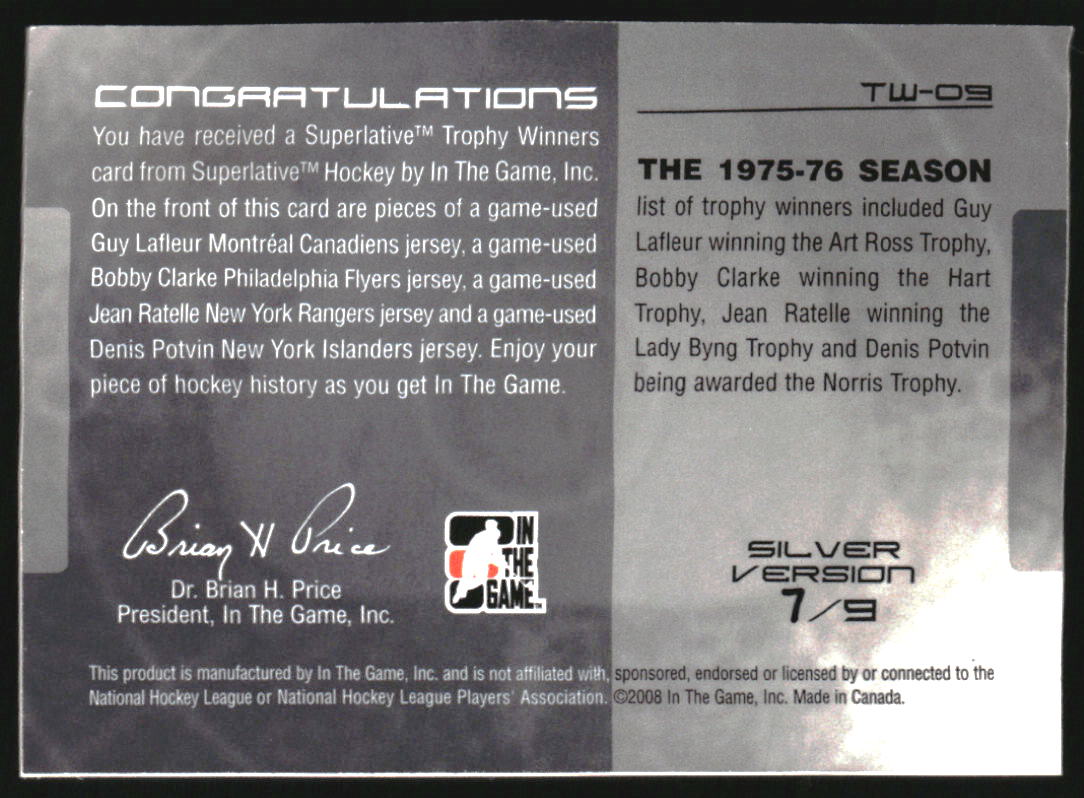 CONGRATULATIONS
You have received a Superlative™ Trophy Winners
card from Superlative™ Hockey by In The Game, Inc.
On the front of this card are pieces of a game-used
Guy Lafleur Montréal Canadiens jersey, a game-used
Bobby Clarke Philadelphia Flyers jersey, a game-used
Jean Ratelle New York Rangers jersey and a game-used
Denis Potvin New York Islanders jersey. Enjoy your
piece of hockey history as you get In The Game.
Brian H Price
Dr. Brian H. Price
President, In The Game, Inc.
IN
THE
GAME™
TW-09
THE 1975-76 SEASON
list of trophy winners included Guy
Lafleur winning the Art Ross Trophy,
Bobby Clarke winning the Hart
Trophy, Jean Ratelle winning the
Lady Byng Trophy and Denis Potvin
being awarded the Norris Trophy.
SILVER
VERSION
7/9
This product is manufactured by In The Game, Inc. and is not affiliated with, sponsored, endorsed or licensed by or connected to the
National Hockey League or National Hockey League Players' Association. ©2008 In The Game, Inc. Made in Canada.